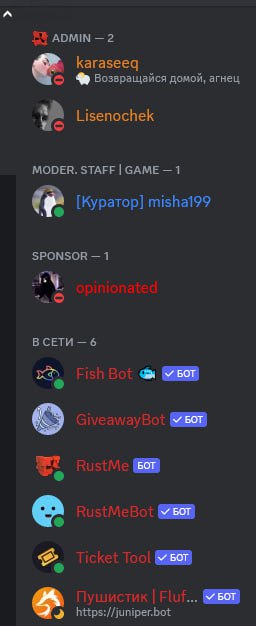 ADMIN — 2
karaseeq
Возвращайся домой, агнец
Lisenochek
MODER. STAFF | GAME — 1
[Куратор] misha199
SPONSOR — 1
opinionated
В СЕТИ — 6
Fish Bot 🐟 ✓ БОТ
GiveawayBot ✓ БОТ
RustMe БОТ
RustMeBot ✓ БОТ
Ticket Tool ✓ БОТ
Пушистик | Fluf... ✓ БОТ
https://juniper.bot